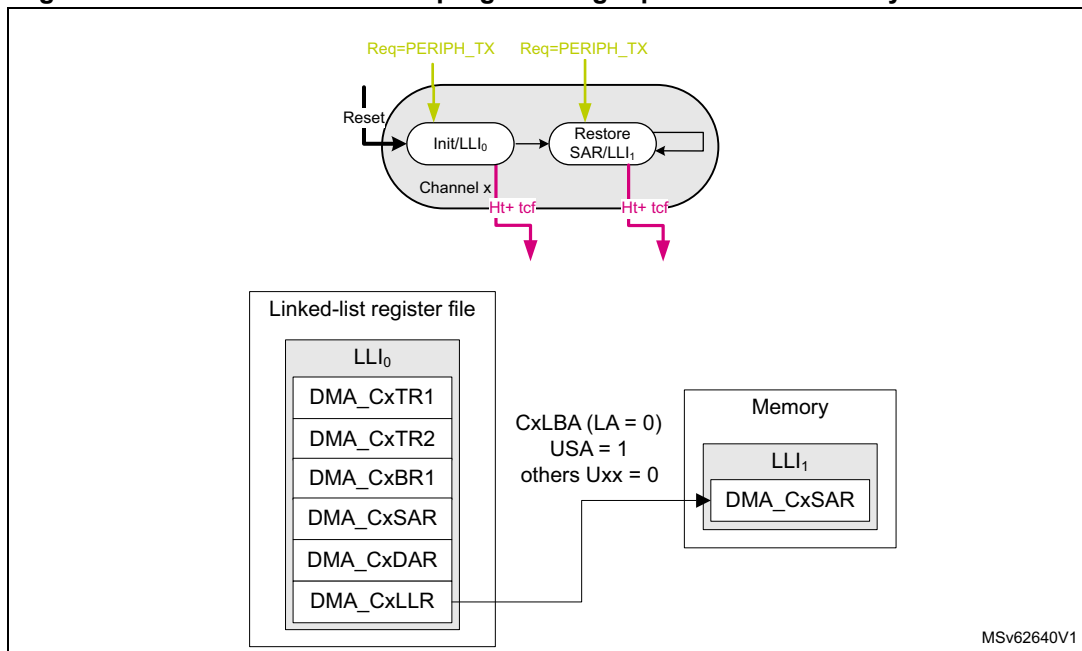 Req=PERIPH_TX Req=PERIPH_TX
Reset
Init/LLI₀
Restore
SAR/LLI₁
Channel x
Ht+ tcf Ht+ tcf
Linked-list register file
LLI₀
DMA_CxTR1
DMA_CxTR2
DMA_CxBR1
DMA_CxSAR
DMA_CxDAR
DMA_CxLLR
CxLBA (LA = 0)
USA = 1
others Uxx = 0
Memory
LLI₁
DMA_CxSAR
MSv62640V1